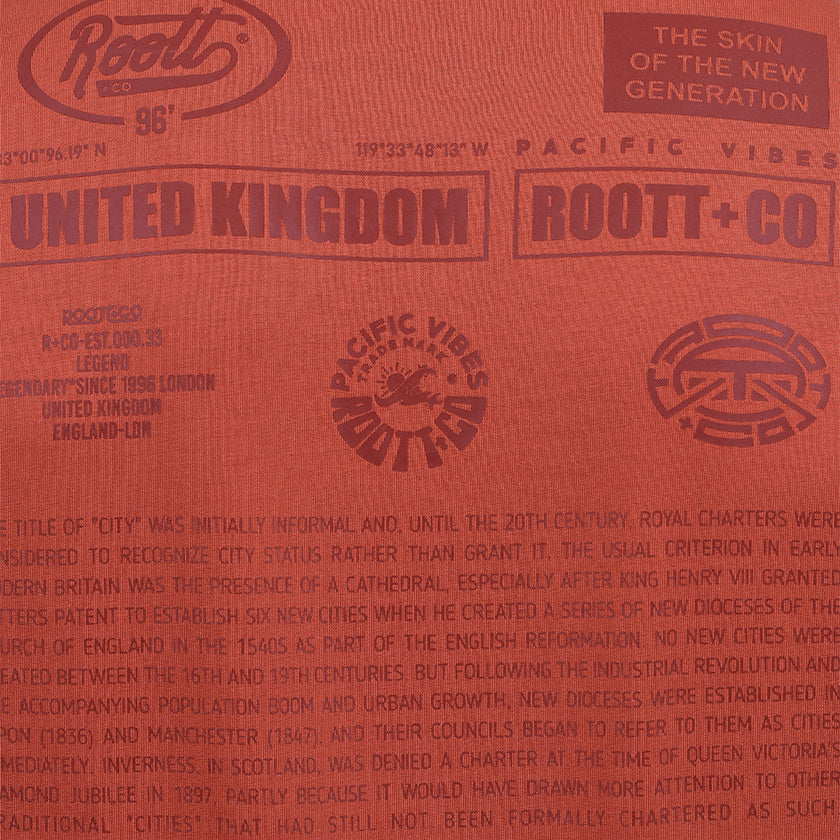 Roott®
+CO
96'
THE SKIN
OF THE NEW
GENERATION
3°00"96.19" N
119°33"48"13" W
PACIFIC VIBES
UNITED KINGDOM
ROOTT+CO
ROOTT+CO
R+CO-EST.000.33
LEGEND
EGENDARY*SINCE 1996 LONDON
UNITED KINGDOM
ENGLAND-LDN
PACIFIC VIBES
TRADE MARK
ROOTT+CO
ROOTT
+CO+
E TITLE OF "CITY" WAS INITIALLY INFORMAL AND, UNTIL THE 20TH CENTURY, ROYAL CHARTERS WERE
NSIDERED TO RECOGNIZE CITY STATUS RATHER THAN GRANT IT. THE USUAL CRITERION IN EARLY
ODERN BRITAIN WAS THE PRESENCE OF A CATHEDRAL, ESPECIALLY AFTER KING HENRY VIII GRANTED
TTERS PATENT TO ESTABLISH SIX NEW CITIES WHEN HE CREATED A SERIES OF NEW DIOCESES OF THE
URCH OF ENGLAND IN THE 1540S AS PART OF THE ENGLISH REFORMATION. NO NEW CITIES WERE
EATED BETWEEN THE 16TH AND 19TH CENTURIES. BUT FOLLOWING THE INDUSTRIAL REVOLUTION AND
E ACCOMPANYING POPULATION BOOM AND URBAN GROWTH, NEW DIOCESES WERE ESTABLISHED IN
PON (1836) AND MANCHESTER (1847), AND THEIR COUNCILS BEGAN TO REFER TO THEM AS CITIES
MEDIATELY. INVERNESS, IN SCOTLAND, WAS DENIED A CHARTER AT THE TIME OF QUEEN VICTORIA'S
AMOND JUBILEE IN 1897, PARTLY BECAUSE IT WOULD HAVE DRAWN MORE ATTENTION TO OTHER
RADITIONAL "CITIES" THAT HAD STILL NOT BEEN FORMALLY CHARTERED AS SUCH.